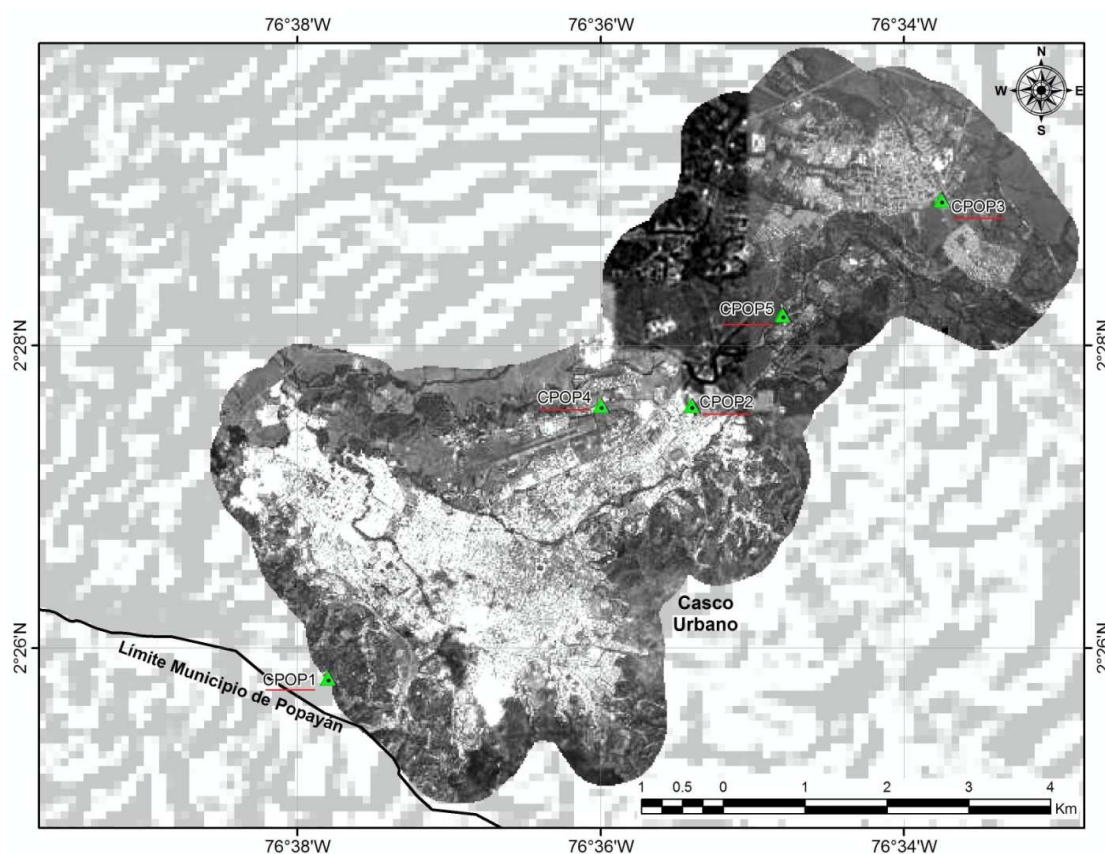 76°38'W 76°36'W 76°34'W
N
W E
S
CPOP3
CPOP5
2°28'N 2°28'N
CPOP4 CPOP2
Casco
Urbano
2°26'N 2°26'N
Límite Municipio de Popayán
CPOP1
1 0.5 0 1 2 3 4
Km
76°38'W 76°36'W 76°34'W